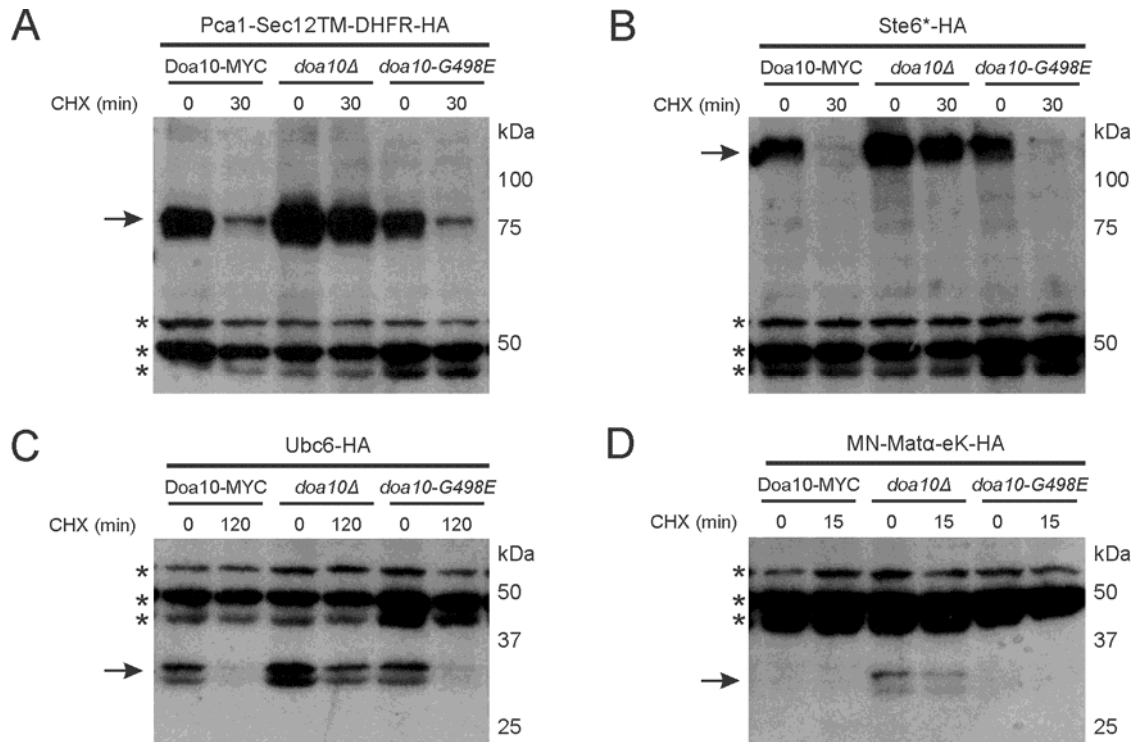 A
Pca1-Sec12TM-DHFR-HA
Doa10-MYC doa10Δ doa10-G498E
CHX (min) 0 30 0 30 0 30
kDa
100
75
*
50
*
*
B
Ste6*-HA
Doa10-MYC doa10Δ doa10-G498E
CHX (min) 0 30 0 30 0 30
kDa
100
75
*
50
*
*
C
Ubc6-HA
Doa10-MYC doa10Δ doa10-G498E
CHX (min) 0 120 0 120 0 120
kDa
*
50
*
*
37
25
D
MN-Matα-eK-HA
Doa10-MYC doa10Δ doa10-G498E
CHX (min) 0 15 0 15 0 15
kDa
*
50
*
*
37
25